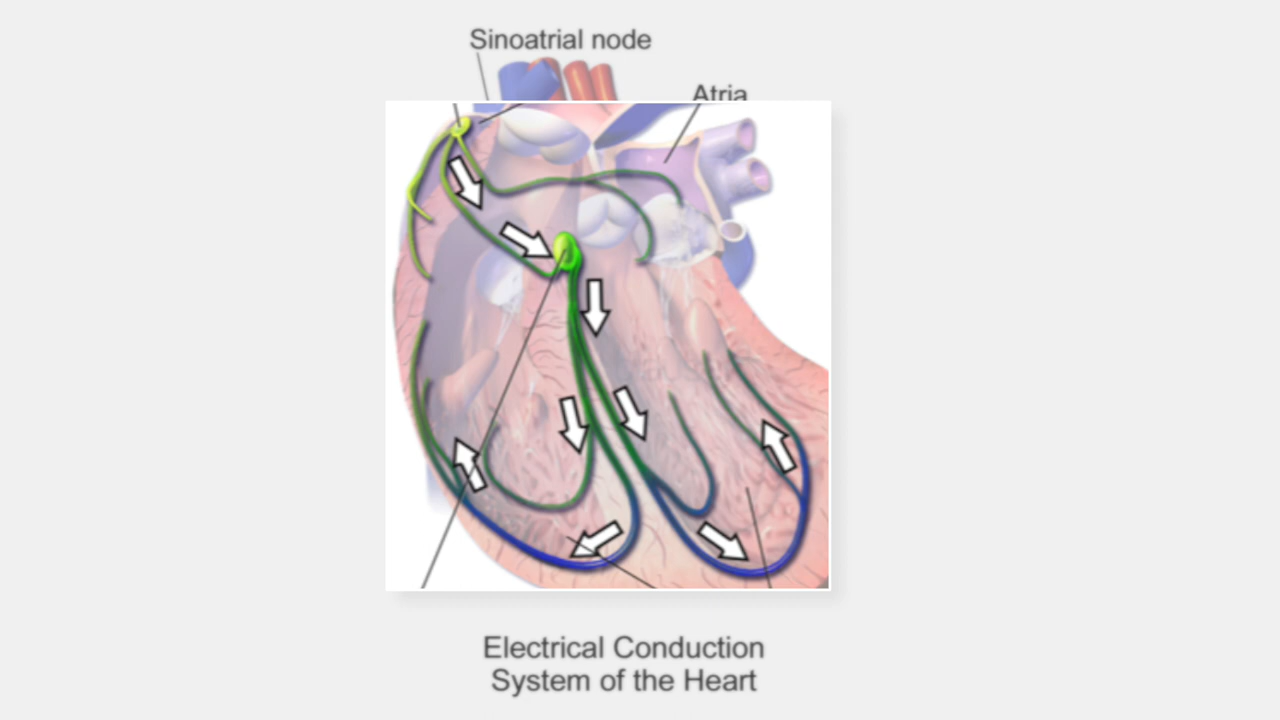 Sinoatrial node
Atria
Electrical Conduction
System of the Heart